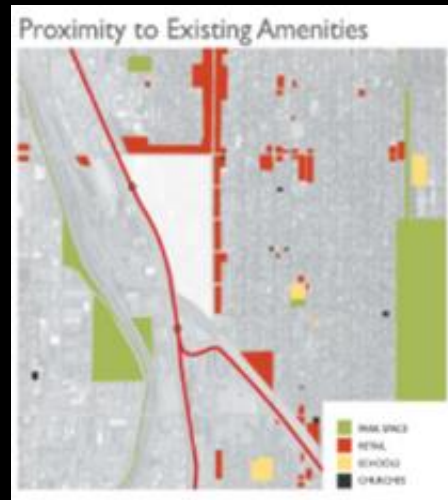 Proximity to Existing Amenities
PARK SPACE
RETAIL
SCHOOLS
CHURCHES